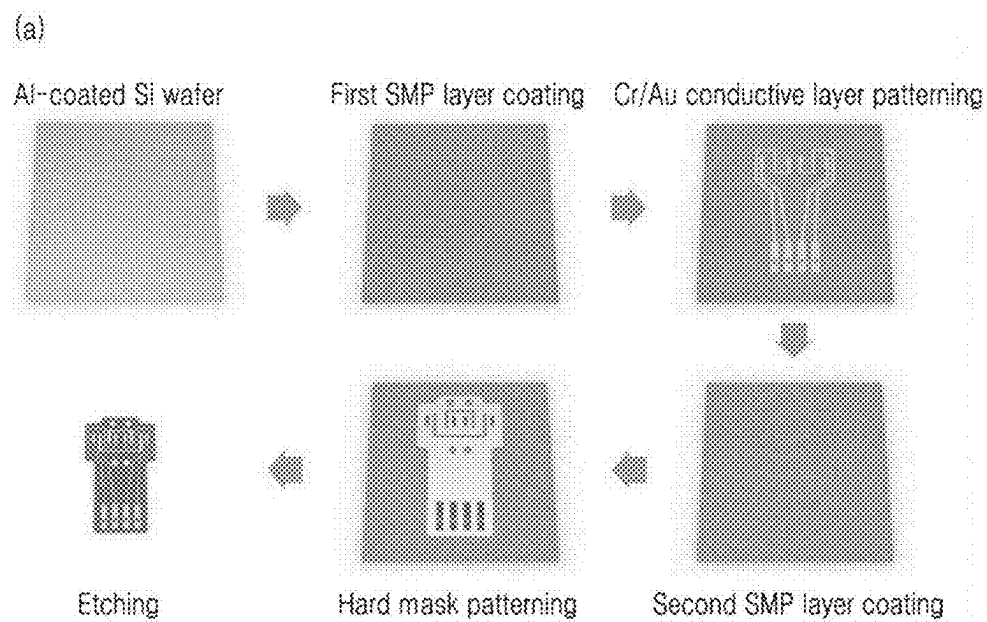 (a)
Al-coated Si wafer
First SMP layer coating
Cr/Au conductive layer patterning
Etching
Hard mask patterning
Second SMP layer coating